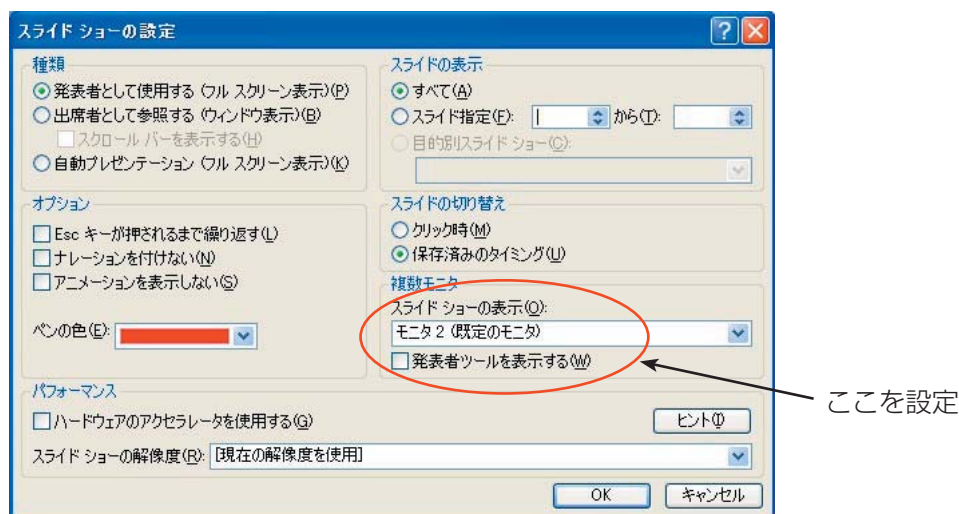 スライド ショーの設定
種類
発表者として使用する (フル スクリーン表示)(P)
出席者として参照する (ウィンドウ表示)(B)
スクロール バーを表示する(H)
自動プレゼンテーション (フル スクリーン表示)(K)
スライドの表示
すべて(A)
スライド指定(F): から(T):
目的別スライド ショー(C):
オプション
Esc キーが押されるまで繰り返す(L)
ナレーションを付けない(N)
アニメーションを表示しない(S)
ペンの色(E):
スライドの切り替え
クリック時(M)
保存済みのタイミング(U)
複数モニタ
スライド ショーの表示(O):
モニタ 2 (既定のモニタ)
発表者ツールを表示する(W)
ここを設定
パフォーマンス
ハードウェアのアクセラレータを使用する(G)
ヒント(I)
スライド ショーの解像度(R): [現在の解像度を使用]
OK キャンセル